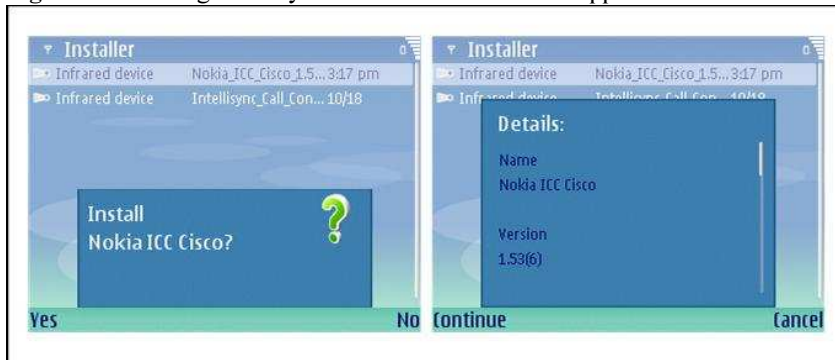 Installer
Infrared device Nokia_ICC_Cisco_1.5... 3:17 pm
Infrared device Intellisync_Call_Con... 10/18
Install
Nokia ICC Cisco?
Yes No
Installer
Infrared device Nokia_ICC_Cisco_1.5... 3:17 pm
Details:
Name
Nokia ICC Cisco
Version
1.53(6)
Continue Cancel